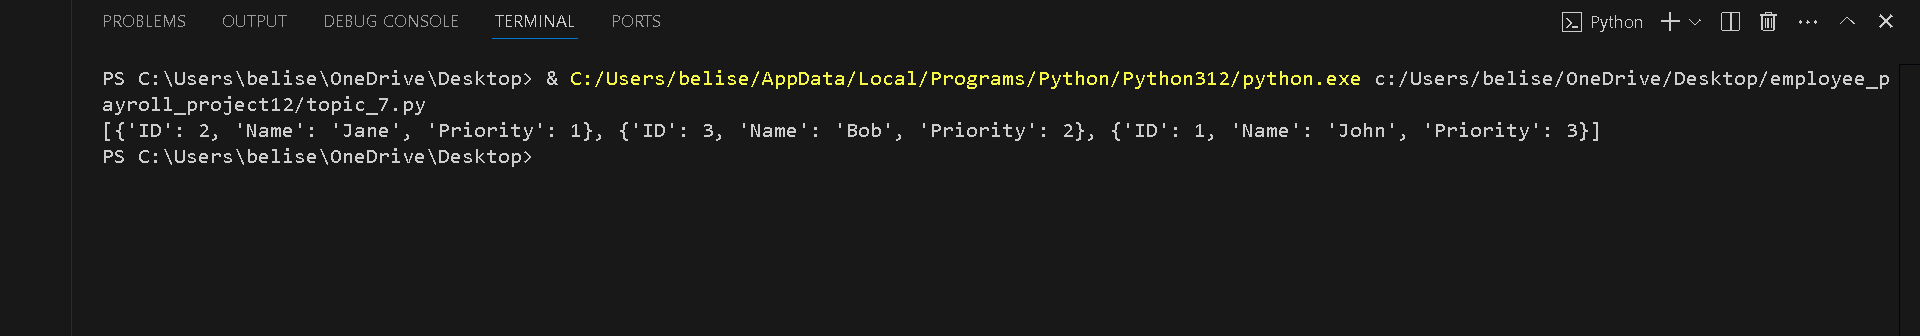 PROBLEMS OUTPUT DEBUG CONSOLE TERMINAL PORTS Python
PS C:\Users\belise\OneDrive\Desktop> & C:/Users/belise/AppData/Local/Programs/Python/Python312/python.exe c:/Users/belise/OneDrive/Desktop/employee_p
ayroll_project12/topic_7.py
[{'ID': 2, 'Name': 'Jane', 'Priority': 1}, {'ID': 3, 'Name': 'Bob', 'Priority': 2}, {'ID': 1, 'Name': 'John', 'Priority': 3}]
PS C:\Users\belise\OneDrive\Desktop>